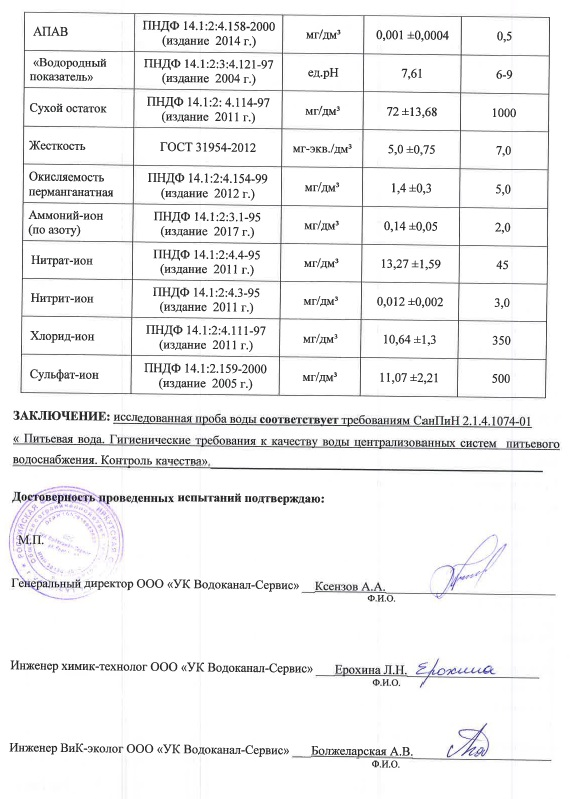 АПАВ ПНДФ 14.1:2:4.158-2000 (издание 2014 г.) мг/дм³ 0,001 ±0,0004 0,5
«Водородный показатель» ПНДФ 14.1:2:3:4.121-97 (издание 2004 г.) ед.рН 7,61 6-9
Сухой остаток ПНДФ 14.1:2: 4.114-97 (издание 2011 г.) мг/дм³ 72 ±13,68 1000
Жесткость ГОСТ 31954-2012 мг-экв./дм³ 5,0 ±0,75 7,0
Окисляемость перманганатная ПНДФ 14.1:2:4.154-99 (издание 2012 г.) мг/дм³ 1,4 ±0,3 5,0
Аммоний-ион (по азоту) ПНДФ 14.1:2:3.1-95 (издание 2017 г.) мг/дм³ 0,14 ±0,05 2,0
Нитрат-ион ПНДФ 14.1:2:4.4-95 (издание 2011 г.) мг/дм³ 13,27 ±1,59 45
Нитрит-ион ПНДФ 14.1:2:4.3-95 (издание 2011 г.) мг/дм³ 0,012 ±0,002 3,0
Хлорид-ион ПНДФ 14.1:2:4.111-97 (издание 2011 г.) мг/дм³ 10,64 ±1,3 350
Сульфат-ион ПНДФ 14.1:2.159-2000 (издание 2005 г.) мг/дм³ 11,07 ±2,21 500
ЗАКЛЮЧЕНИЕ: исследованная проба воды соответствует требованиям СанПиН 2.1.4.1074-01
« Питьевая вода. Гигиенические требования к качеству воды централизованных систем питьевого
водоснабжения. Контроль качества».
Достоверность проведенных испытаний подтверждаю:
М.П.
Генеральный директор ООО «УК Водоканал-Сервис» Ксензов А.А.
Ф.И.О.
Инженер химик-технолог ООО «УК Водоканал-Сервис» Ерохина Л.Н. Ерохина
Ф.И.О.
Инженер ВиК-эколог ООО «УК Водоканал-Сервис» Болжеларская А.В.
Ф.И.О.